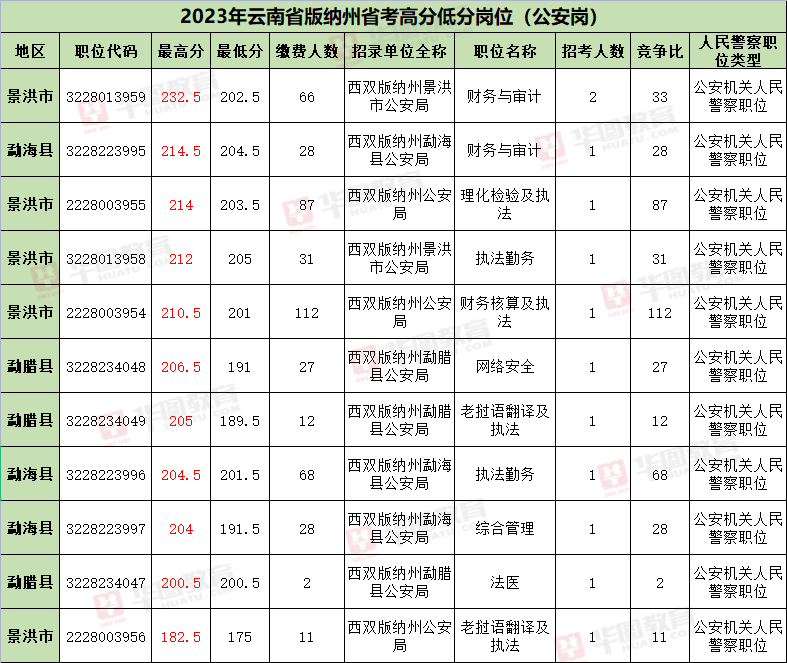 2023年云南省版纳州省考高分低分岗位（公安岗）
地区 职位代码 最高分 最低分 缴费人数 招录单位全称 职位名称 招考人数 竞争比 人民警察职
位类型
景洪市 3228013959 232.5 202.5 66 西双版纳州景洪 财务与审计 2 33 公安机关人民
市公安局 警察职位
勐海县 3228223995 214.5 204.5 28 西双版纳州勐海 财务与审计 1 28 公安机关人民
县公安局 警察职位
景洪市 2228003955 214 203.5 87 西双版纳州公安 理化检验及执 1 87 公安机关人民
局 法 警察职位
景洪市 3228013958 212 205 31 西双版纳州景洪 执法勤务 1 31 公安机关人民
市公安局 警察职位
景洪市 2228003954 210.5 201 112 西双版纳州公安 财务核算及执 1 112 公安机关人民
局 法 警察职位
勐腊县 3228234048 206.5 191 27 西双版纳州勐腊 网络安全 1 27 公安机关人民
县公安局 警察职位
勐腊县 3228234049 205 189.5 12 西双版纳州勐腊 老挝语翻译及 1 12 公安机关人民
县公安局 执法 警察职位
勐海县 3228223996 204.5 201.5 68 西双版纳州勐海 执法勤务 1 68 公安机关人民
县公安局 警察职位
勐海县 3228223997 204 191.5 28 西双版纳州勐海 综合管理 1 28 公安机关人民
县公安局 警察职位
勐腊县 3228234047 200.5 200.5 2 西双版纳州勐腊 法医 1 2 公安机关人民
县公安局 警察职位
景洪市 2228003956 182.5 175 11 西双版纳州公安 老挝语翻译及 1 11 公安机关人民
局 执法 警察职位
华图教育
HUATU.COM